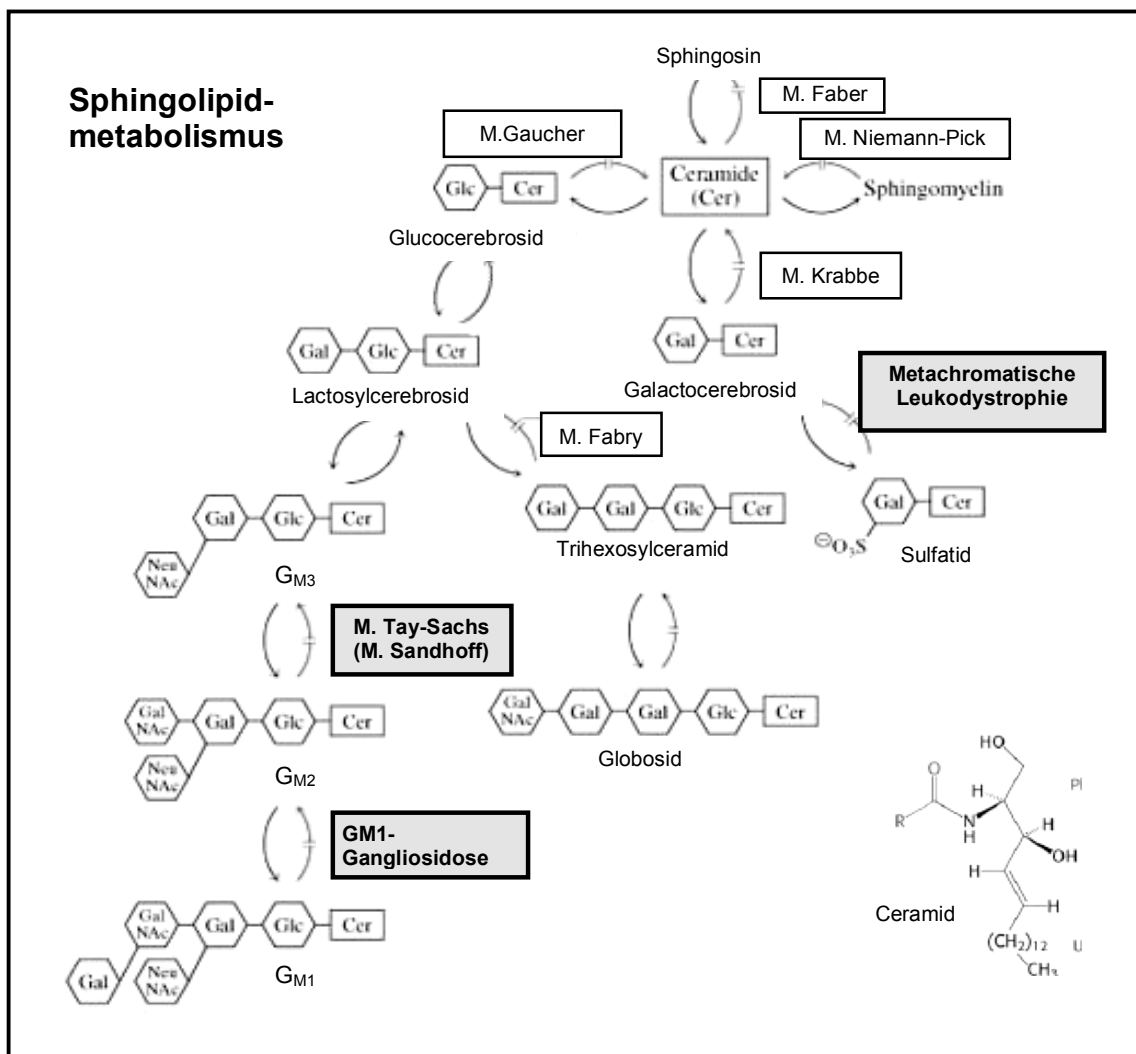 Sphingolipid-
metabolismus
Sphingosin
M. Faber
M.Gaucher
M. Niemann-Pick
Glc
Cer
Ceramide
(Cer)
Sphingomyelin
Glucocerebrosid
M. Krabbe
Gal
Glc
Cer
Gal
Cer
Lactosylcerebrosid
Galactocerebrosid
Metachromatische
Leukodystrophie
M. Fabry
Gal
Glc
Cer
Neu
NAc
GM3
Gal
Gal
Glc
Cer
Trihexosylceramid
Gal
Cer
⊖O3S
Sulfatid
M. Tay-Sachs
(M. Sandhoff)
Gal
NAc
Gal
Glc
Cer
Neu
NAc
GM2
Gal
NAc
Gal
Gal
Glc
Cer
Globosid
GM1-
Gangliosidose
Gal
NAc
Gal
Glc
Cer
Gal
Neu
NAc
GM1
HO
O
H
R
N
H
H
OH
H
H
(CH2)12
CH3
Ceramid